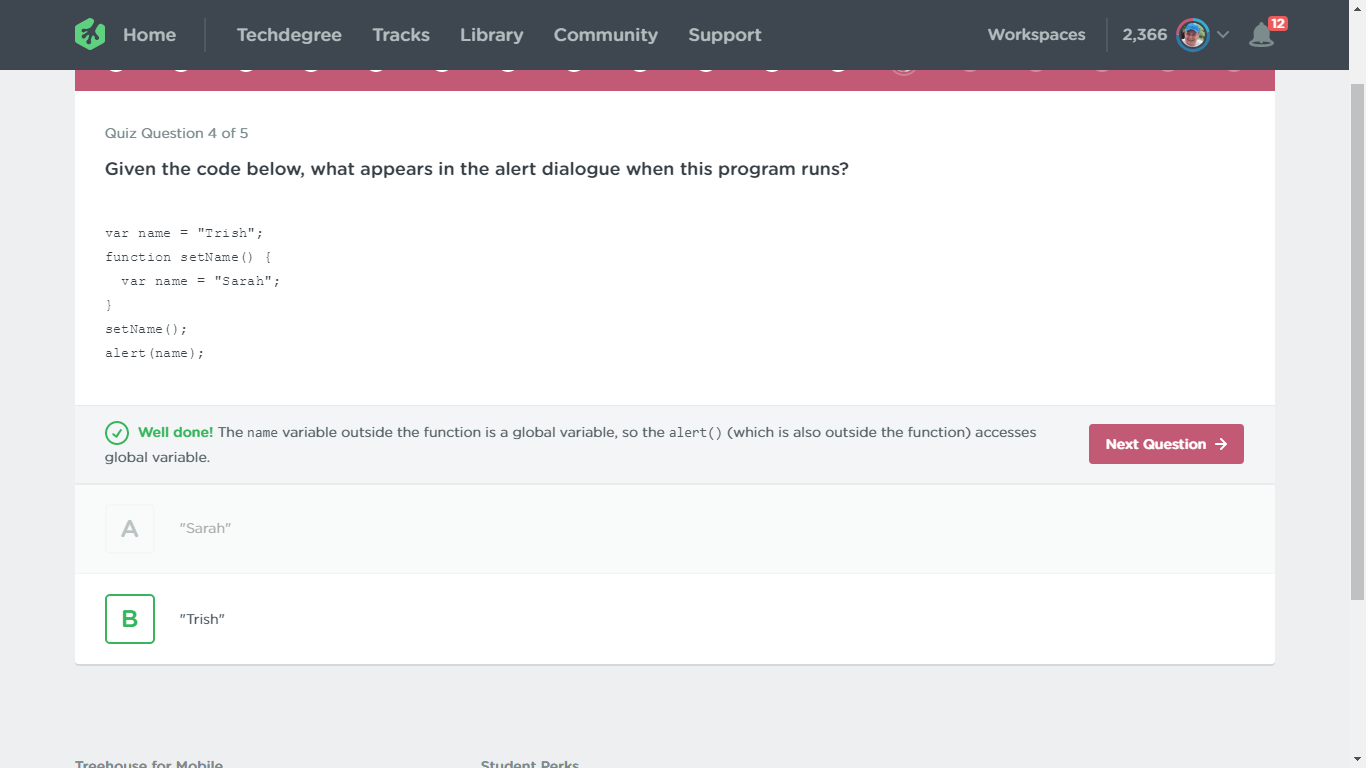 Home Techdegree Tracks Library Community Support Workspaces 2,366 12
Quiz Question 4 of 5
Given the code below, what appears in the alert dialogue when this program runs?
var name = "Trish";
function setName() {
  var name = "Sarah";
}
setName();
alert(name);
Well done! The name variable outside the function is a global variable, so the alert() (which is also outside the function) accesses
global variable.
Next Question →
A "Sarah"
B "Trish"
Treehouse for Mobile Student Perks